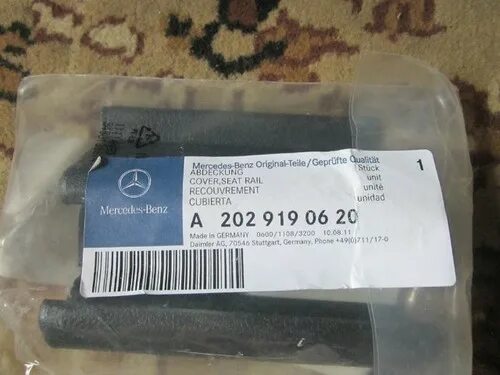 Mercedes-Benz Original-Teile/Geprüfte Qualität
ABDECKUNG
COVER,SEAT RAIL
RECOUVREMENT
CUBIERTA
1
Stück
unit
unité
unidad
Mercedes-Benz
A 202 919 06 20
Made in GERMANY 0600/1108/3200 10.08.11
Daimler AG, 70546 Stuttgart, Germany, Phone +49(0)711/17-0